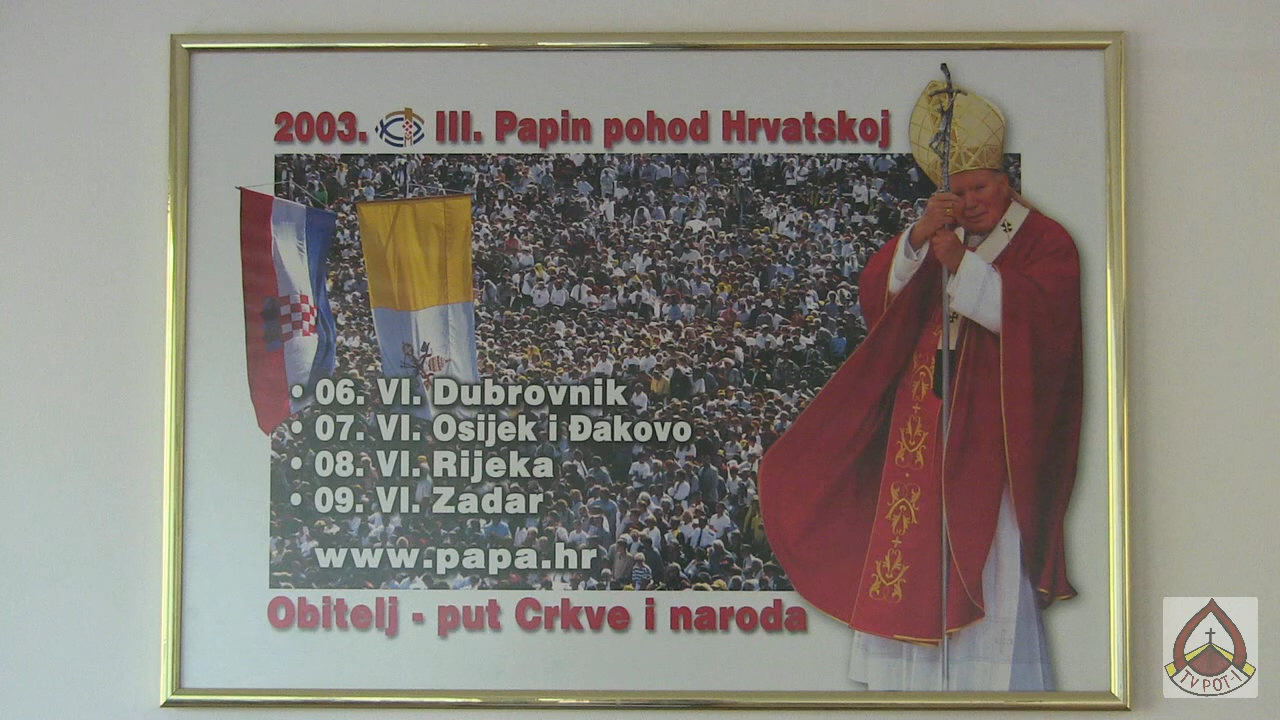 2003. III. Papin pohod Hrvatskoj
• 06. VI. Dubrovnik
• 07. VI. Osijek i Đakovo
• 08. VI. Rijeka
• 09. VI. Zadar
www.papa.hr
Obitelj - put Crkve i naroda
TV POT-1